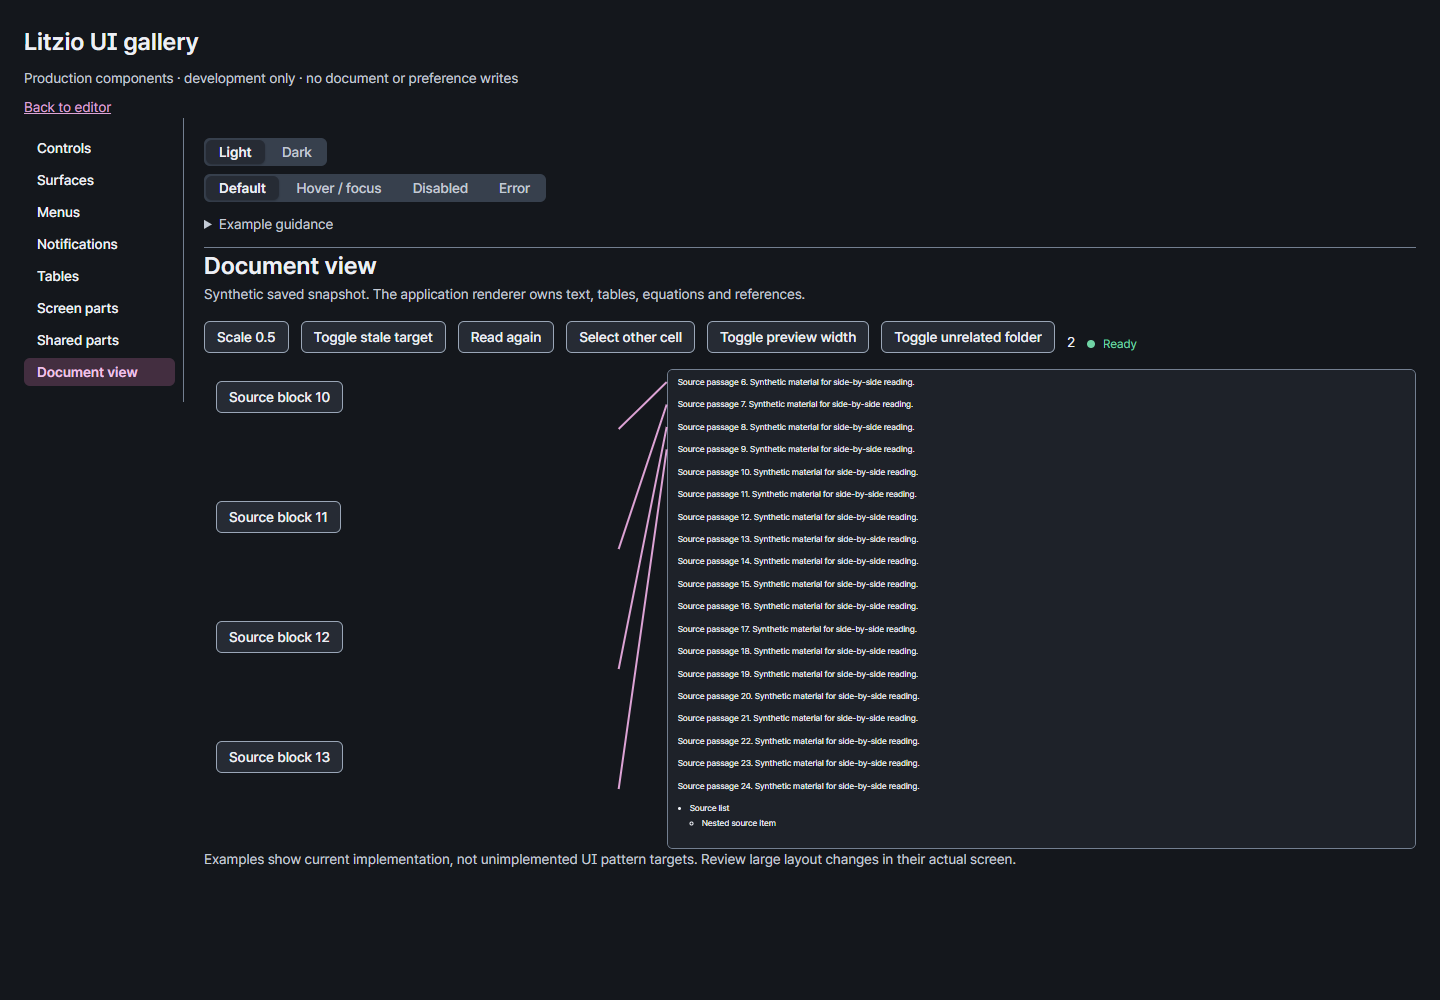 Litzio UI gallery
Production components · development only · no document or preference writes
Back to editor
Controls
Surfaces
Menus
Notifications
Tables
Screen parts
Shared parts
Document view
Light Dark
Default Hover / focus Disabled Error
Example guidance
Document view
Synthetic saved snapshot. The application renderer owns text, tables, equations and references.
Scale 0.5 Toggle stale target Read again Select other cell Toggle preview width Toggle unrelated folder 2 Ready
Source block 10
Source block 11
Source block 12
Source block 13
Source passage 6. Synthetic material for side-by-side reading.
Source passage 7. Synthetic material for side-by-side reading.
Source passage 8. Synthetic material for side-by-side reading.
Source passage 9. Synthetic material for side-by-side reading.
Source passage 10. Synthetic material for side-by-side reading.
Source passage 11. Synthetic material for side-by-side reading.
Source passage 12. Synthetic material for side-by-side reading.
Source passage 13. Synthetic material for side-by-side reading.
Source passage 14. Synthetic material for side-by-side reading.
Source passage 15. Synthetic material for side-by-side reading.
Source passage 16. Synthetic material for side-by-side reading.
Source passage 17. Synthetic material for side-by-side reading.
Source passage 18. Synthetic material for side-by-side reading.
Source passage 19. Synthetic material for side-by-side reading.
Source passage 20. Synthetic material for side-by-side reading.
Source passage 21. Synthetic material for side-by-side reading.
Source passage 22. Synthetic material for side-by-side reading.
Source passage 23. Synthetic material for side-by-side reading.
Source passage 24. Synthetic material for side-by-side reading.
Source list
Nested source item
Examples show current implementation, not unimplemented UI pattern targets. Review large layout changes in their actual screen.